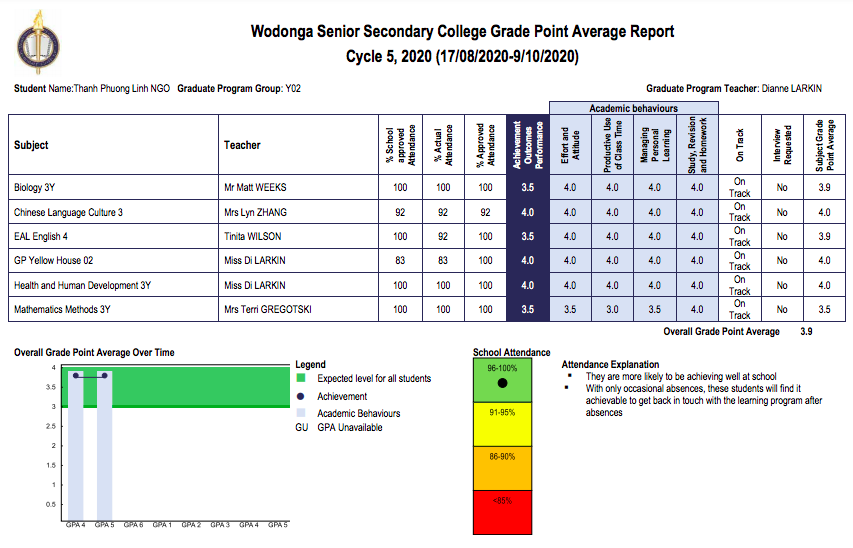 Wodonga Senior Secondary College Grade Point Average Report
Cycle 5, 2020 (17/08/2020-9/10/2020)
Student Name:Thanh Phuong Linh NGO Graduate Program Group: Y02 Graduate Program Teacher: Dianne LARKIN
Academic behaviours
Subject Teacher % School approved Attendance % Actual Attendance % Approved Attendance Achievement Outcomes Performance Effort and Attitude Productive Use of Class Time Managing Personal Learning Study, Revision and Homework On Track Interview Requested Subject Grade Point Average
Biology 3Y Mr Matt WEEKS 100 100 100 3.5 4.0 4.0 4.0 4.0 On Track No 3.9
Chinese Language Culture 3 Mrs Lyn ZHANG 92 92 92 4.0 4.0 4.0 4.0 4.0 On Track No 4.0
EAL English 4 Tinita WILSON 100 92 100 3.5 4.0 4.0 4.0 4.0 On Track No 3.9
GP Yellow House 02 Miss Di LARKIN 83 83 100 4.0 4.0 4.0 4.0 4.0 On Track No 4.0
Health and Human Development 3Y Miss Di LARKIN 100 100 100 4.0 4.0 4.0 4.0 4.0 On Track No 4.0
Mathematics Methods 3Y Mrs Terri GREGOTSKI 100 100 100 3.5 3.5 3.0 3.5 4.0 On Track No 3.5
Overall Grade Point Average 3.9
Overall Grade Point Average Over Time
4
3.5
3
2.5
2
1.5
1
0.5
GPA 4 GPA 5 GPA 6 GPA 1 GPA 2 GPA 3 GPA 4 GPA 5
Legend
Expected level for all students
Achievement
Academic Behaviours
GU GPA Unavailable
School Attendance
96-100%
91-95%
86-90%
<85%
Attendance Explanation
▪ They are more likely to be achieving well at school
▪ With only occasional absences, these students will find it
achievable to get back in touch with the learning program after
absences